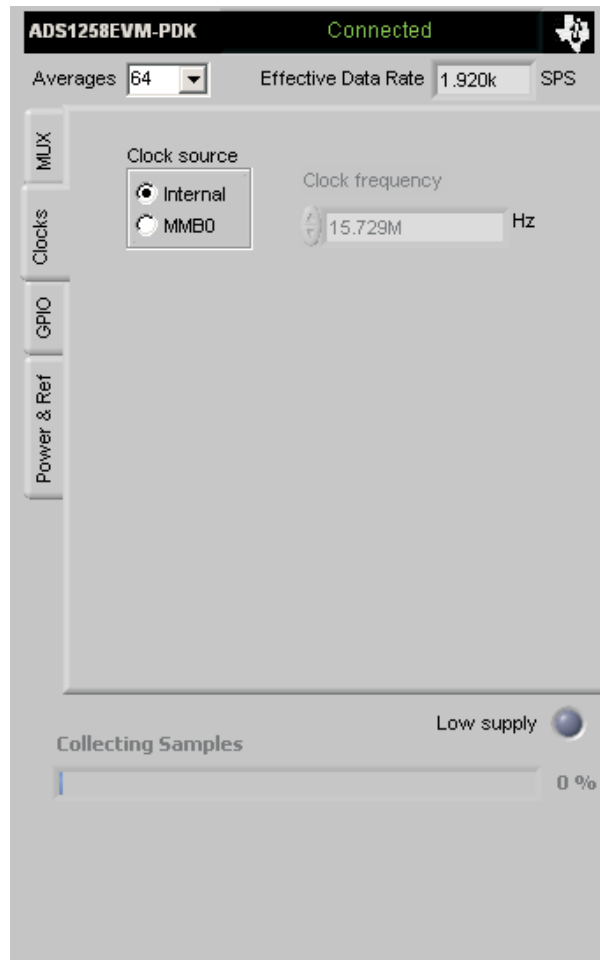 ADS1258EVM-PDK Connected
Averages 64 Effective Data Rate 1.920k SPS
MUX
Clocks
GPIO
Power & Ref
Clock source
Internal
MMB0
Clock frequency
15.729M Hz
Low supply
Collecting Samples
0 %